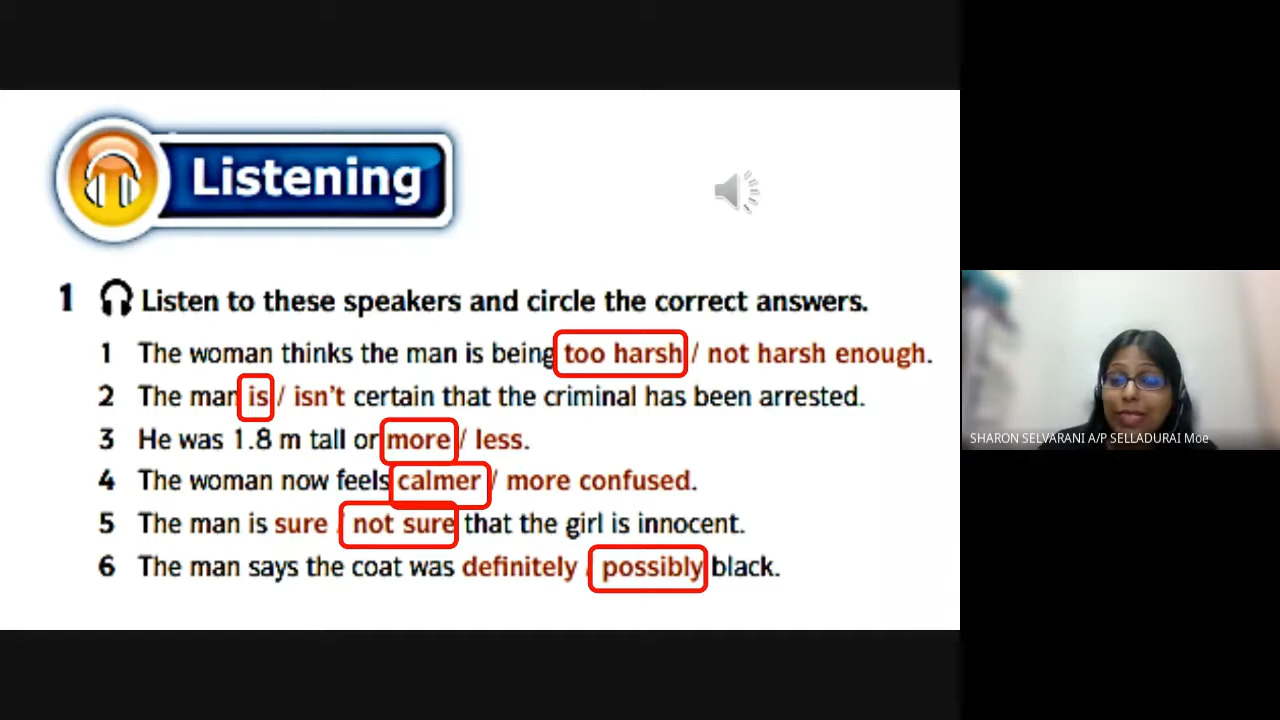 Listening
1 Listen to these speakers and circle the correct answers.
1 The woman thinks the man is being too harsh / not harsh enough.
2 The man is / isn't certain that the criminal has been arrested.
3 He was 1.8 m tall or more / less.
4 The woman now feels calmer / more confused.
5 The man is sure / not sure that the girl is innocent.
6 The man says the coat was definitely / possibly black.
SHARON SELVARANI A/P SELLADURAI Moe